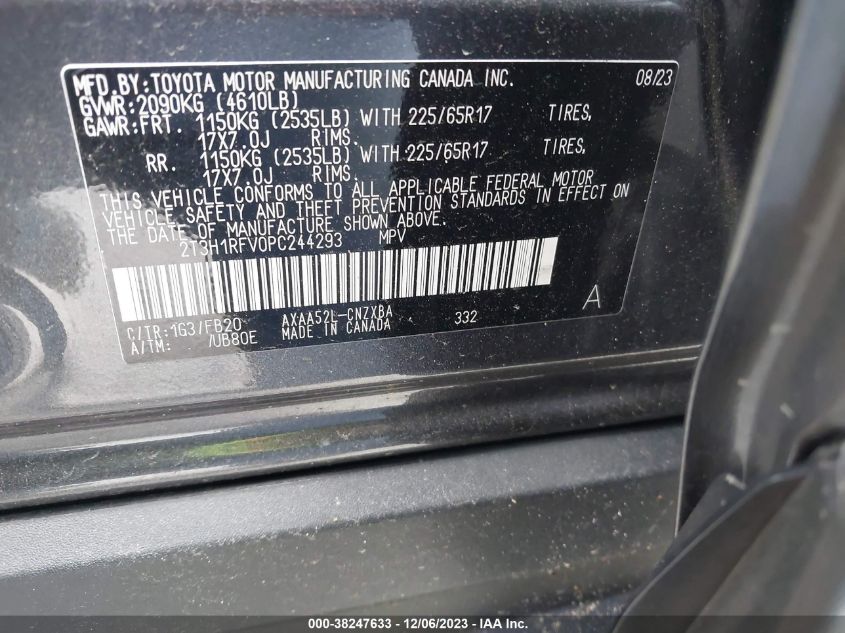 MFD.BY:TOYOTA MOTOR MANUFACTURING CANADA INC. 08/23
GVWR:2090KG (4610LB)
GAWR:FRT. 1150KG (2535LB) WITH 225/65R17 TIRES,
17X7.0J RIMS.
RR. 1150KG (2535LB) WITH 225/65R17 TIRES,
17X7.0J RIMS.
THIS VEHICLE CONFORMS TO ALL APPLICABLE FEDERAL MOTOR
VEHICLE SAFETY AND THEFT PREVENTION STANDARDS IN EFFECT ON
THE DATE OF MANUFACTURE SHOWN ABOVE.
2T3H1RFV0PC244293 MPV
A
C/TR:1G3/FB20 AXAA52L-CNZXBA 332
A/TM: /UB80E MADE IN CANADA
000-38247633 - 12/06/2023 - IAA Inc.